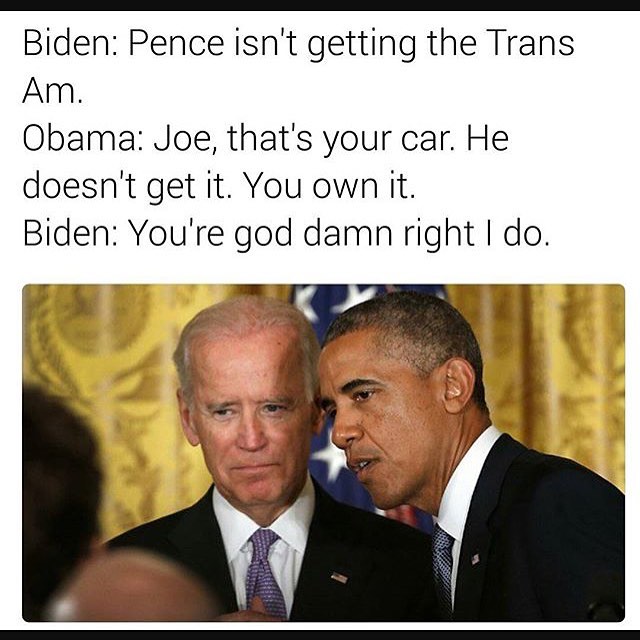 Biden: Pence isn't getting the Trans
Am.
Obama: Joe, that's your car. He
doesn't get it. You own it.
Biden: You're god damn right I do.